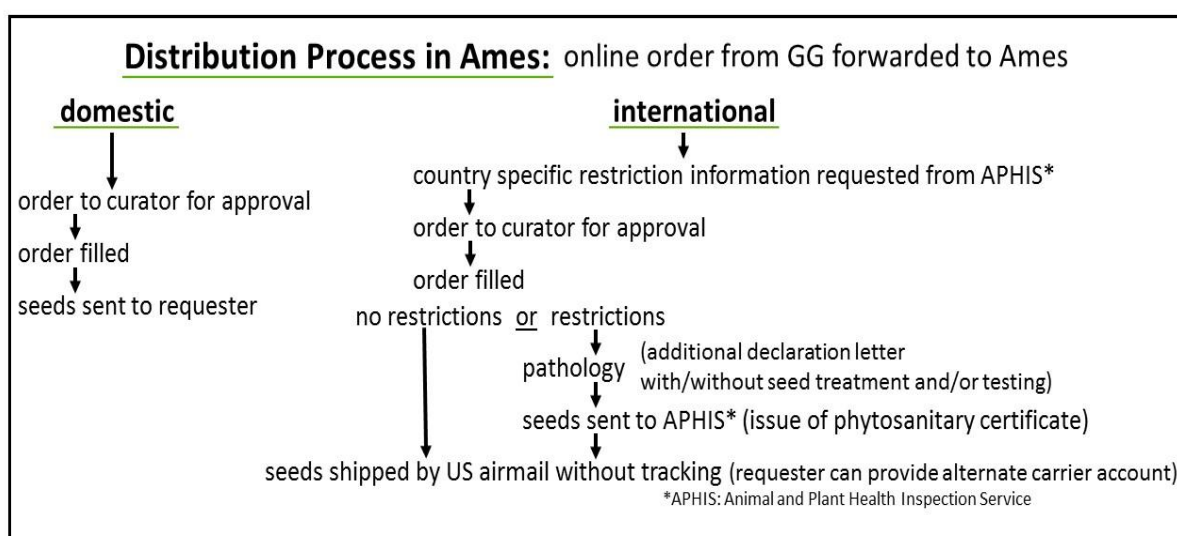 Distribution Process in Ames: online order from GG forwarded to Ames
domestic
order to curator for approval
order filled
seeds sent to requester
international
country specific restriction information requested from APHIS*
order to curator for approval
order filled
no restrictions or restrictions
pathology (additional declaration letter
with/without seed treatment and/or testing)
seeds sent to APHIS* (issue of phytosanitary certificate)
seeds shipped by US airmail without tracking (requester can provide alternate carrier account)
*APHIS: Animal and Plant Health Inspection Service